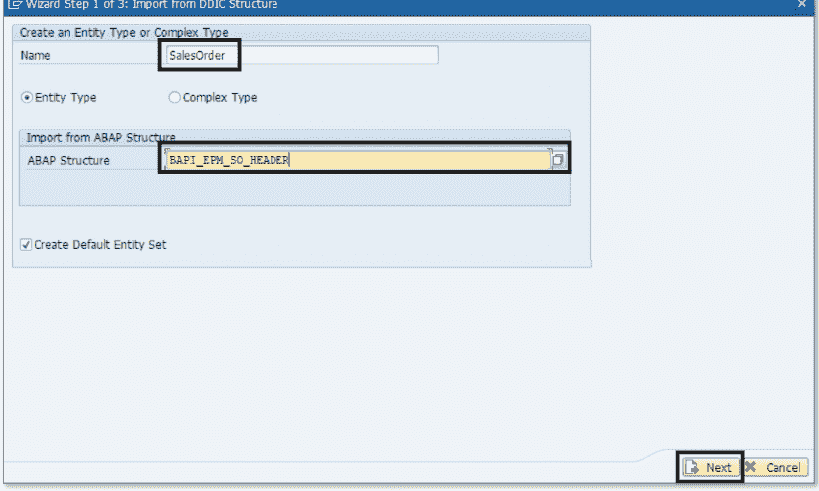 Wizard Step 1 of 3: Import from DDIC Structure
Create an Entity Type or Complex Type
Name SalesOrder
Entity Type Complex Type
Import from ABAP Structure
ABAP Structure BAPI_EPM_SO_HEADER
Create Default Entity Set
Next Cancel